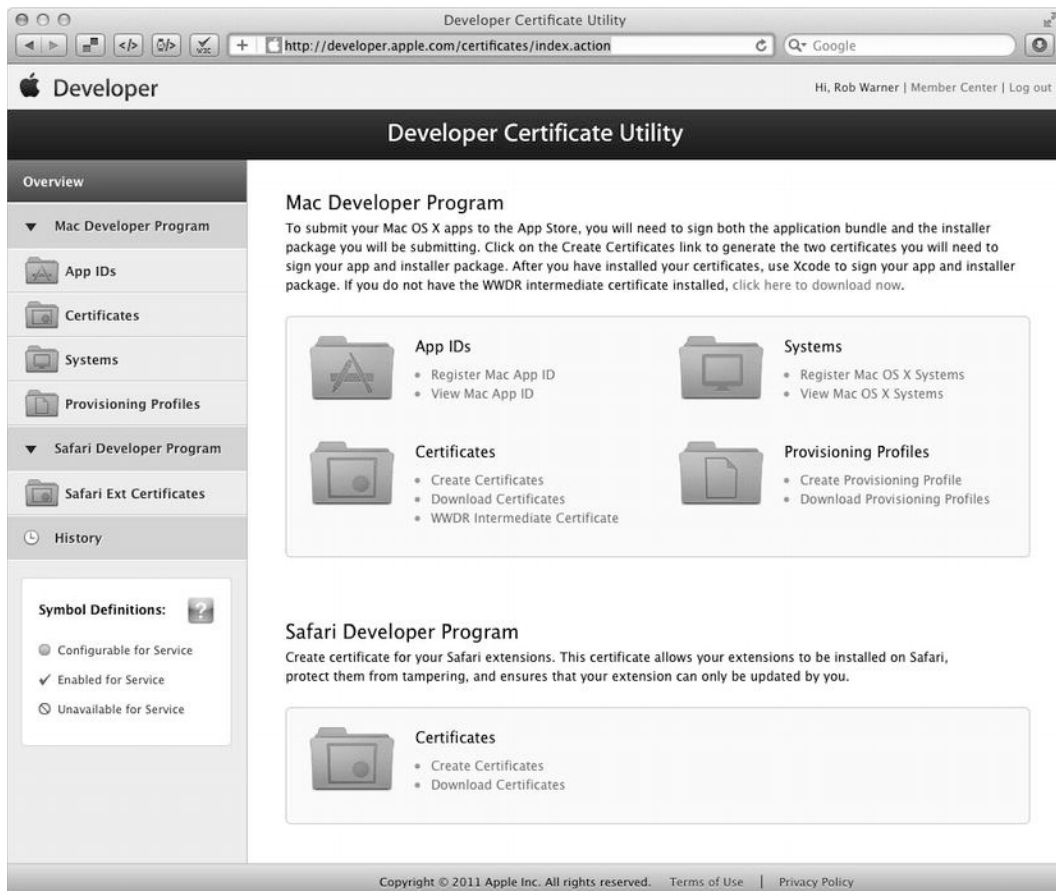 Developer Certificate Utility
http://developer.apple.com/certificates/index.action
Google
Developer
Hi, Rob Warner | Member Center | Log out
Developer Certificate Utility
Overview
Mac Developer Program
App IDs
Certificates
Systems
Provisioning Profiles
Safari Developer Program
Safari Ext Certificates
History
Symbol Definitions:
?
Configurable for Service
Enabled for Service
Unavailable for Service
Mac Developer Program
To submit your Mac OS X apps to the App Store, you will need to sign both the application bundle and the installer
package you will be submitting. Click on the Create Certificates link to generate the two certificates you will need to
sign your app and installer package. After you have installed your certificates, use Xcode to sign your app and installer
package. If you do not have the WWDR intermediate certificate installed, click here to download now.
App IDs
• Register Mac App ID
• View Mac App ID
Systems
• Register Mac OS X Systems
• View Mac OS X Systems
Certificates
• Create Certificates
• Download Certificates
• WWDR Intermediate Certificate
Provisioning Profiles
• Create Provisioning Profile
• Download Provisioning Profiles
Safari Developer Program
Create certificate for your Safari extensions. This certificate allows your extensions to be installed on Safari,
protect them from tampering, and ensures that your extension can only be updated by you.
Certificates
• Create Certificates
• Download Certificates
Copyright © 2011 Apple Inc. All rights reserved. Terms of Use | Privacy Policy